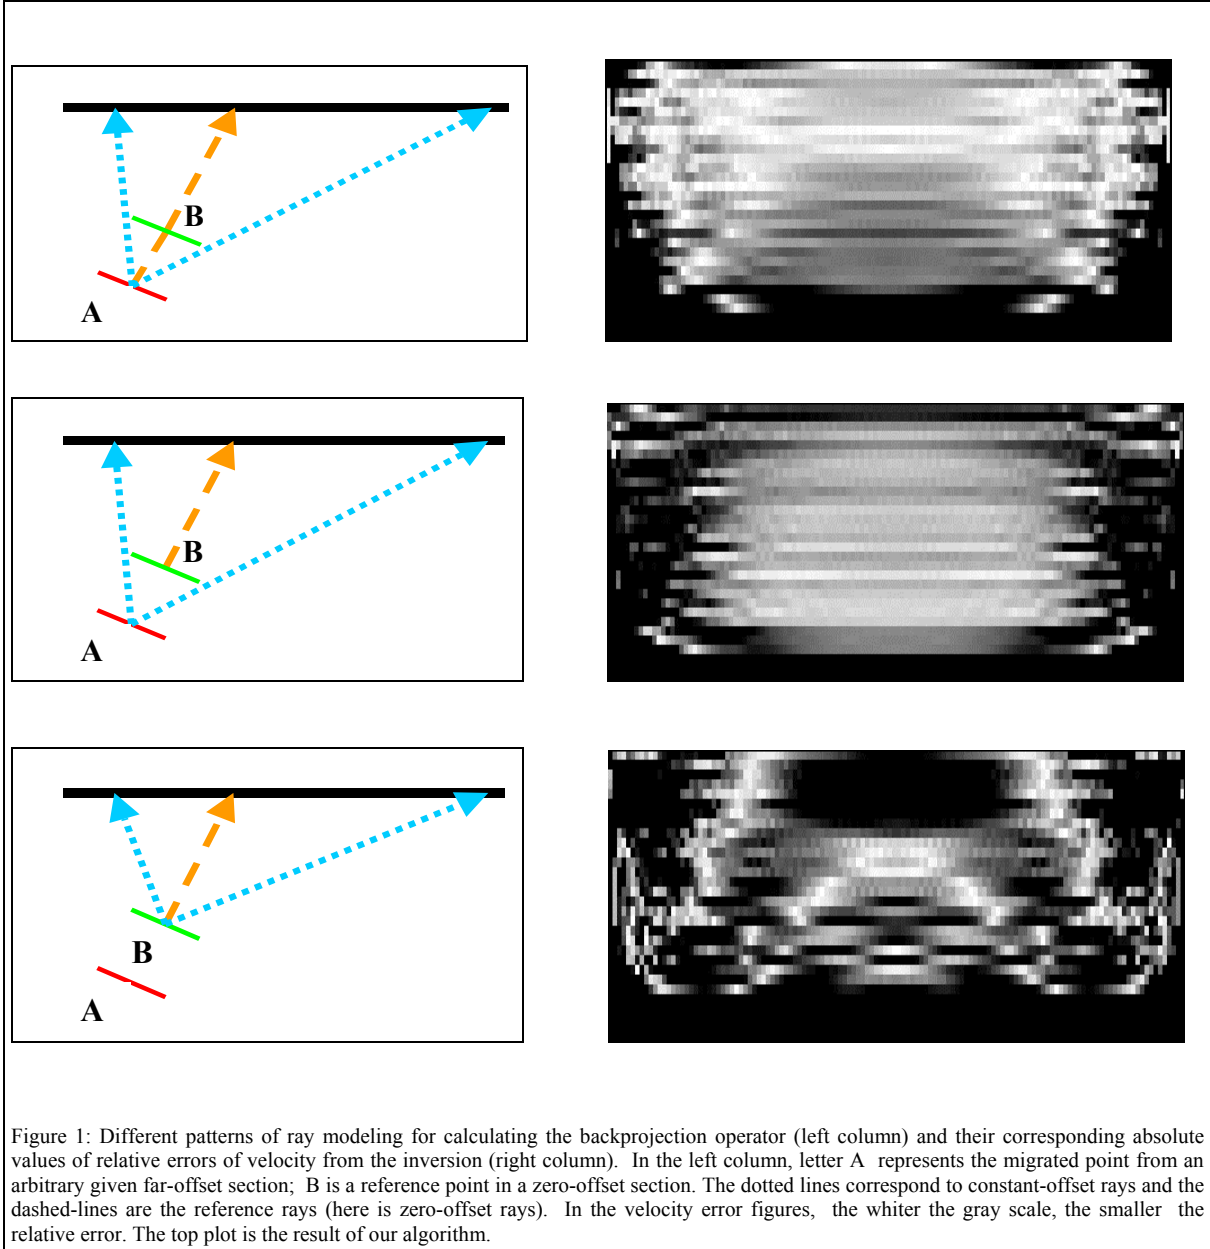 B
A
B
A
B
A
Figure 1: Different patterns of ray modeling for calculating the backprojection operator (left column) and their corresponding absolute
values of relative errors of velocity from the inversion (right column). In the left column, letter A represents the migrated point from an
arbitrary given far-offset section; B is a reference point in a zero-offset section. The dotted lines correspond to constant-offset rays and the
dashed-lines are the reference rays (here is zero-offset rays). In the velocity error figures, the whiter the gray scale, the smaller the
relative error. The top plot is the result of our algorithm.